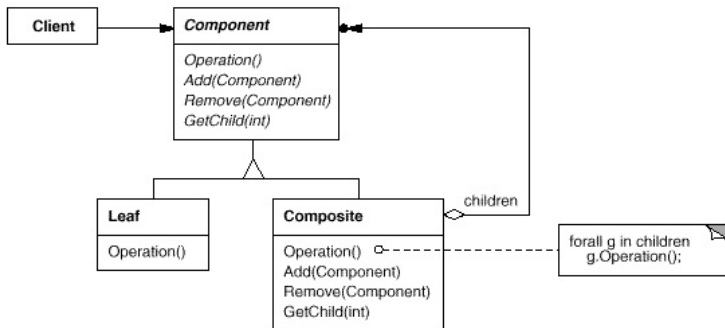 Client
Component
Operation()
Add(Component)
Remove(Component)
GetChild(int)
children
Leaf
Operation()
Composite
Operation()
Add(Component)
Remove(Component)
GetChild(int)
forall g in children
g.Operation();